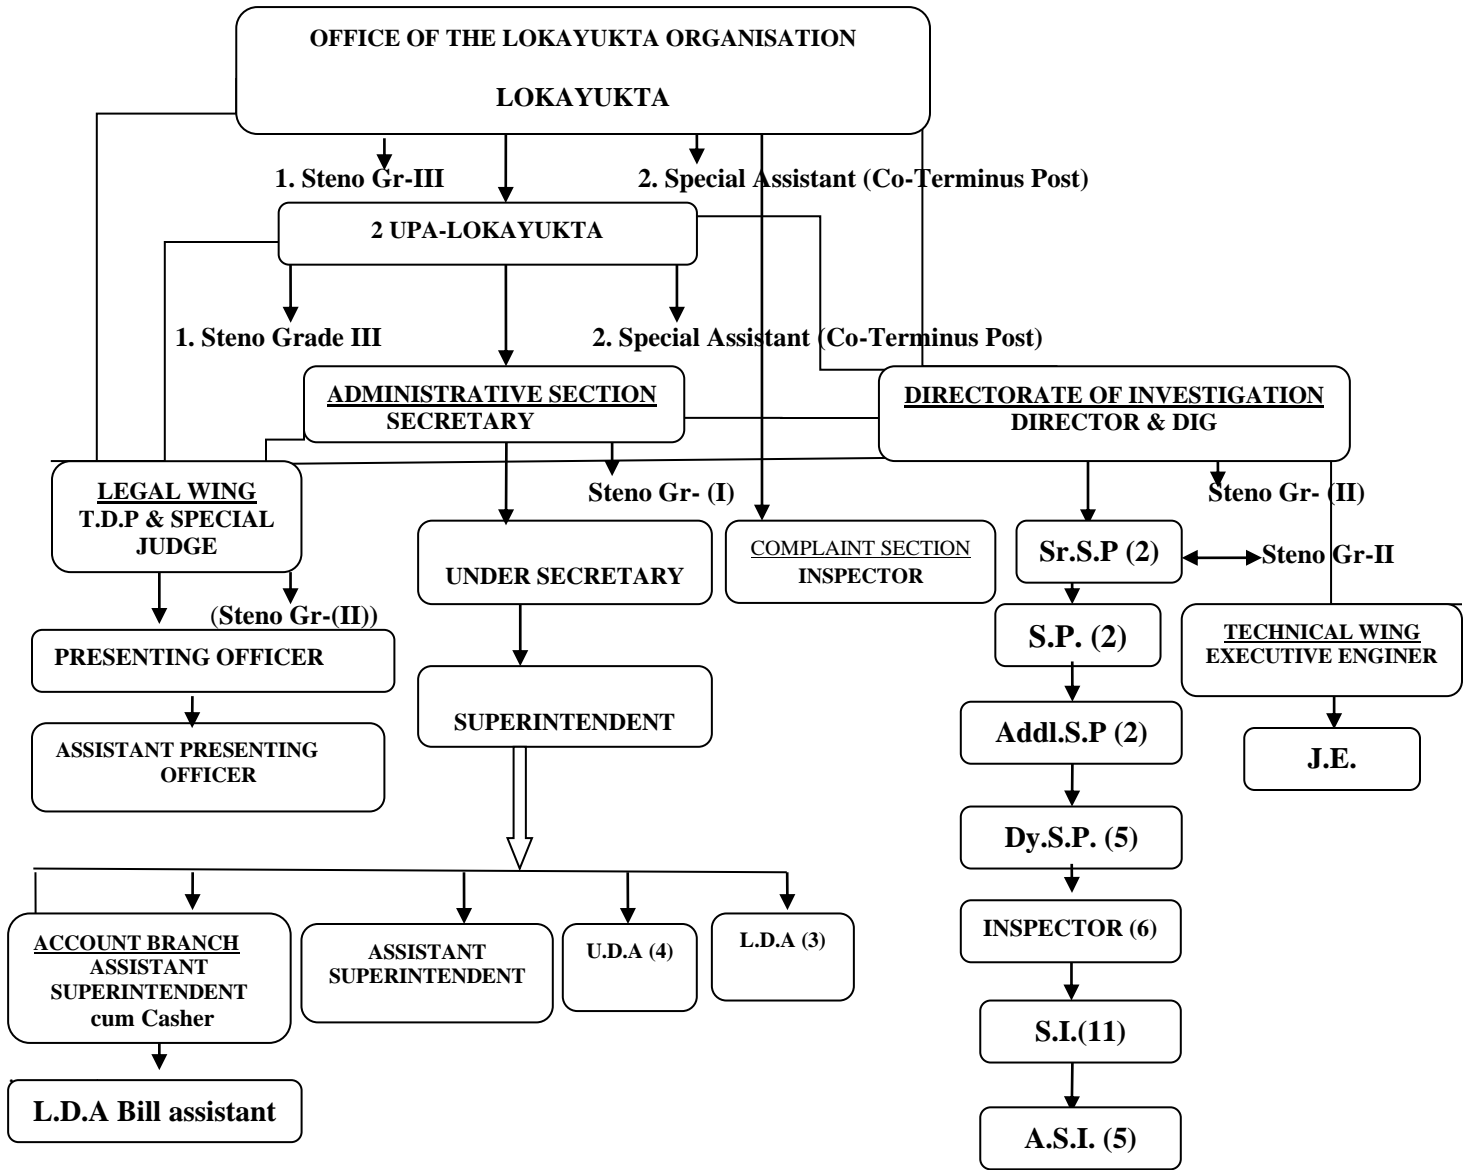 OFFICE OF THE LOKAYUKTA ORGANISATION
LOKAYUKTA
1. Steno Gr-III
2. Special Assistant (Co-Terminus Post)
2 UPA-LOKAYUKTA
1. Steno Grade III
2. Special Assistant (Co-Terminus Post)
ADMINISTRATIVE SECTION
SECRETARY
DIRECTORATE OF INVESTIGATION
DIRECTOR & DIG
LEGAL WING
T.D.P & SPECIAL
JUDGE
Steno Gr- (I)
Steno Gr- (II)
UNDER SECRETARY
COMPLAINT SECTION
INSPECTOR
Sr.S.P (2)
Steno Gr-II
(Steno Gr-(II))
PRESENTING OFFICER
S.P. (2)
TECHNICAL WING
EXECUTIVE ENGINER
SUPERINTENDENT
Addl.S.P (2)
ASSISTANT PRESENTING
OFFICER
J.E.
Dy.S.P. (5)
ACCOUNT BRANCH
ASSISTANT
SUPERINTENDENT
cum Casher
ASSISTANT
SUPERINTENDENT
U.D.A (4)
L.D.A (3)
INSPECTOR (6)
S.I.(11)
L.D.A Bill assistant
A.S.I. (5)